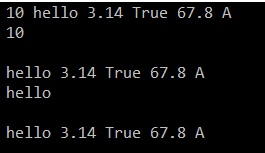 10 hello 3.14 True 67.8 A
10
hello 3.14 True 67.8 A
hello
hello 3.14 True 67.8 A